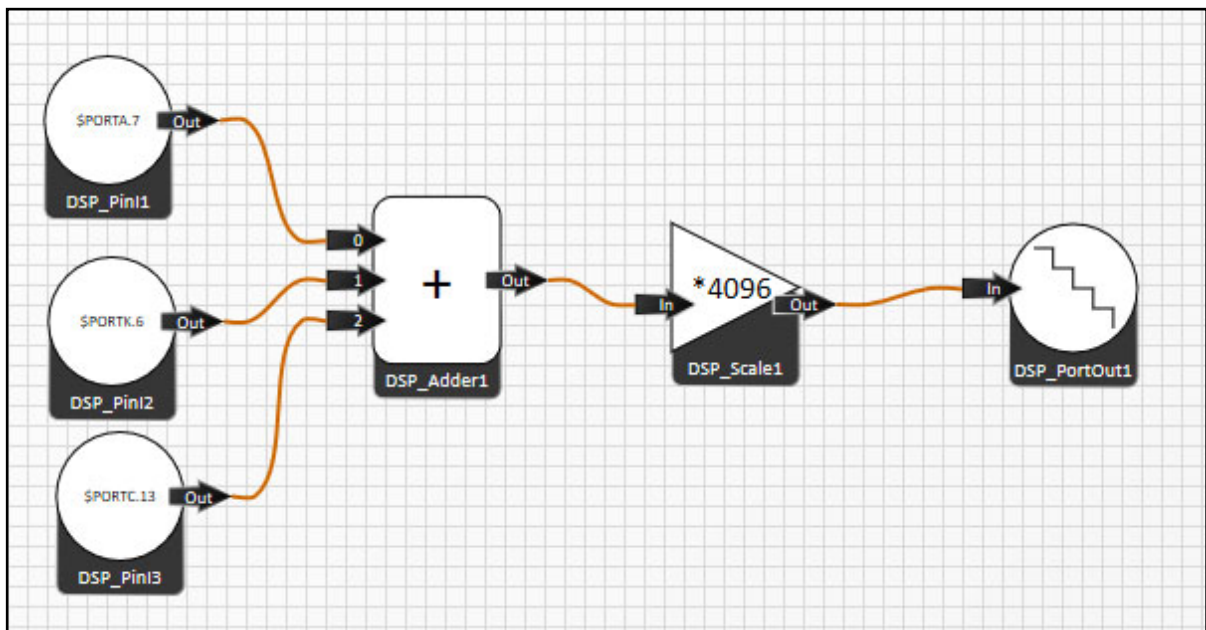 $PORTA.7
Out
DSP_PinI1
$PORTK.6
Out
DSP_PinI2
$PORTC.13
Out
DSP_PinI3
0
1
2
+
Out
DSP_Adder1
In
*4096
Out
DSP_Scale1
In
DSP_PortOut1